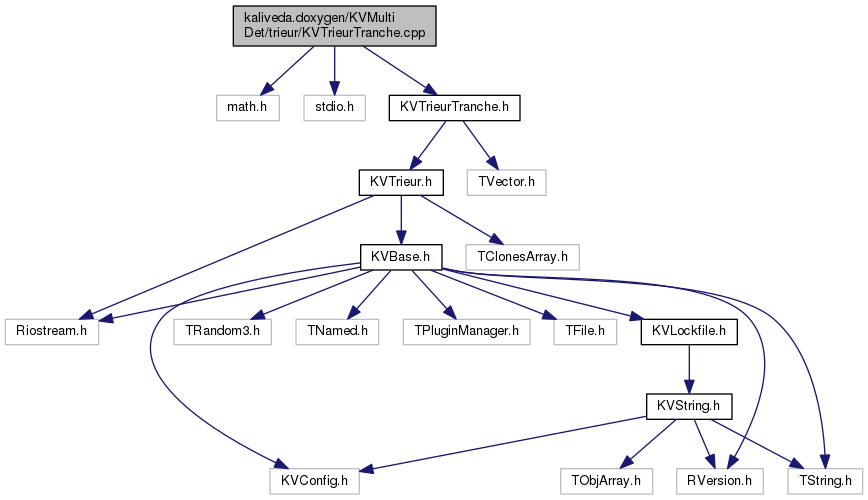 kaliveda.doxygen/KVMulti
Det/trieur/KVTrieurTranche.cpp
math.h
stdio.h
KVTrieurTranche.h
KVTrieur.h
TVector.h
KVBase.h
TClonesArray.h
Riostream.h
TRandom3.h
TNamed.h
TPluginManager.h
TFile.h
KVLockfile.h
KVString.h
KVConfig.h
TObjArray.h
RVersion.h
TString.h